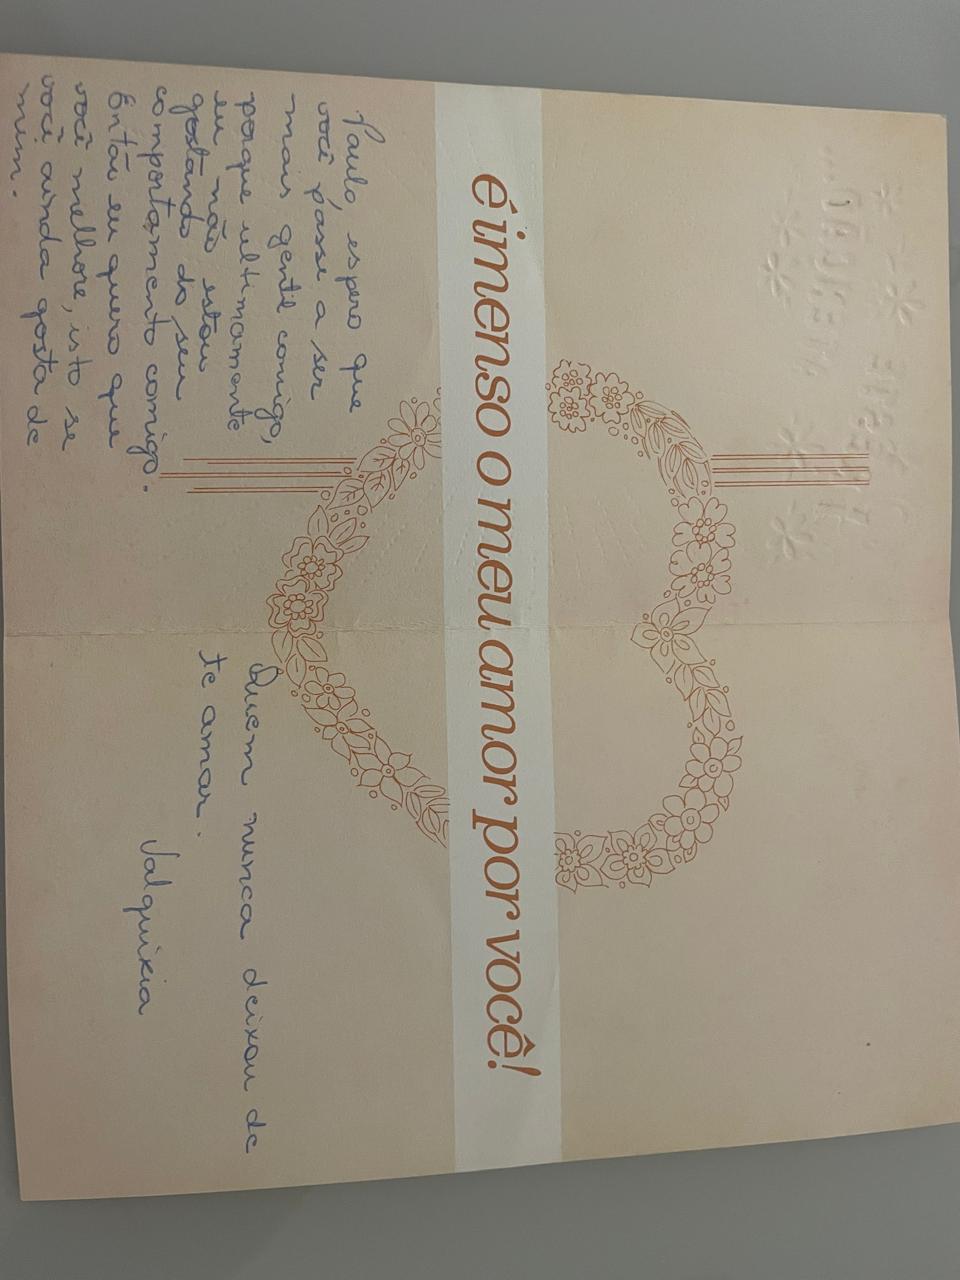 é imenso o meu amor por você!
Paulo, espero que
você passe a ser
mais gente comigo,
porque ultimamente
eu não estou
gostando do seu
comportamento comigo.
Então eu quero que
você melhore, isto se
você ainda gosta de
mim.
Quem nunca deixou de
te amar.
Valquíria